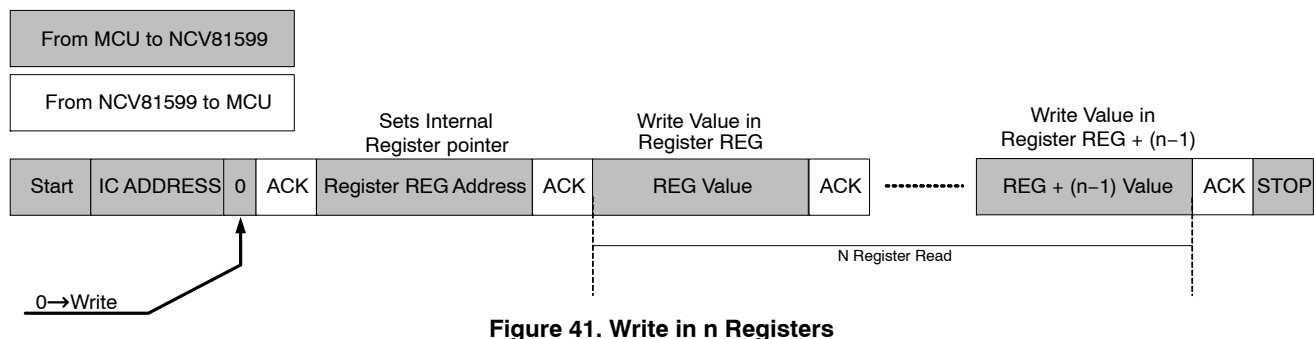 From MCU to NCV81599
From NCV81599 to MCU
Sets Internal
Register pointer
Write Value in
Register REG
Write Value in
Register REG + (n−1)
Start IC ADDRESS 0 ACK Register REG Address ACK REG Value ACK REG + (n−1) Value ACK STOP
N Register Read
0→Write
Figure 41. Write in n Registers